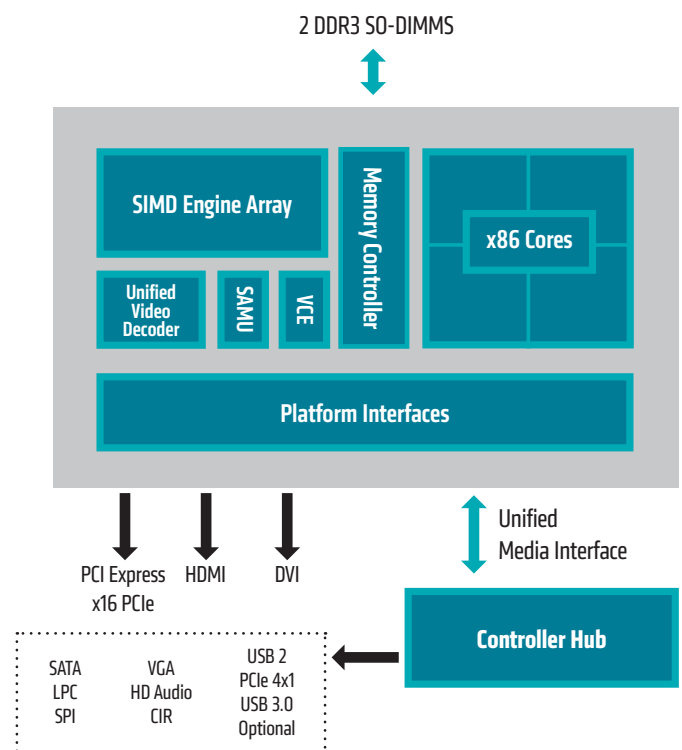 2 DDR3 SO-DIMMS
SIMD Engine Array
Memory Controller
x86 Cores
Unified
Video
Decoder
SAMU
VCE
Platform Interfaces
PCI Express
x16 PCIe
HDMI
DVI
Unified
Media Interface
Controller Hub
SATA
LPC
SPI
VGA
HD Audio
CIR
USB 2
PCIe 4x1
USB 3.0
Optional